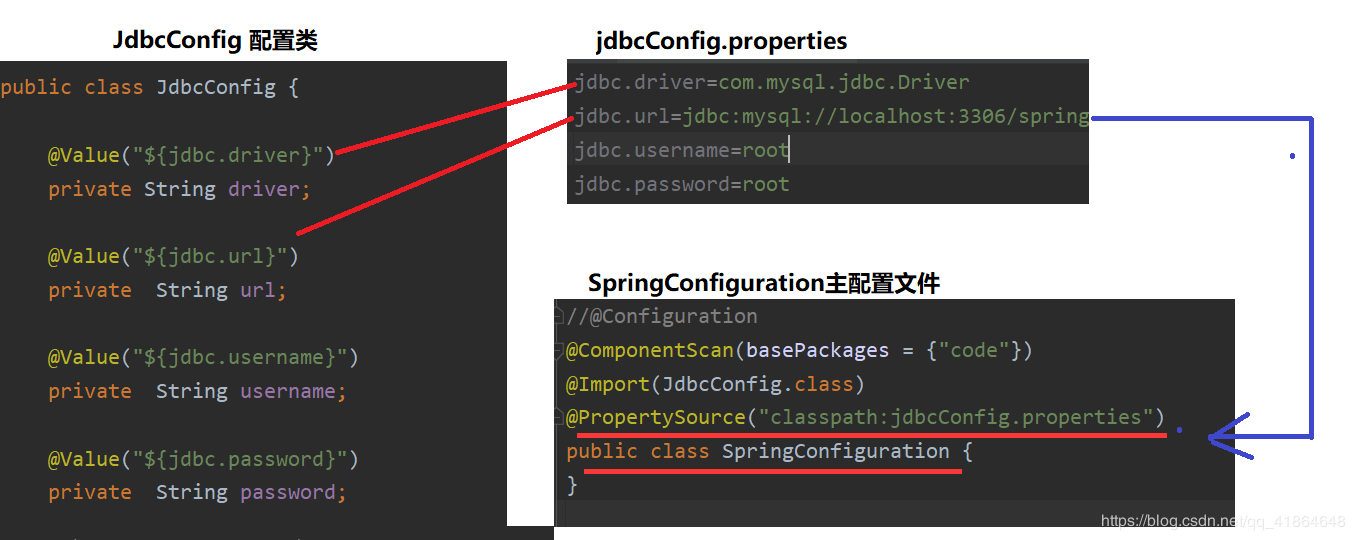 JdbcConfig 配置类
public class JdbcConfig {
@Value("${jdbc.driver}")
private String driver;
@Value("${jdbc.url}")
private  String url;
@Value("${jdbc.username}")
private  String username;
@Value("${jdbc.password}")
private  String password;
jdbcConfig.properties
jdbc.driver=com.mysql.jdbc.Driver
jdbc.url=jdbc:mysql://localhost:3306/spring
jdbc.username=root
jdbc.password=root
SpringConfiguration主配置文件
//@Configuration
@ComponentScan(basePackages = {"code"})
@Import(JdbcConfig.class)
@PropertySource("classpath:jdbcConfig.properties")
public class SpringConfiguration {
}
https://blog.csdn.net/qq_41864648